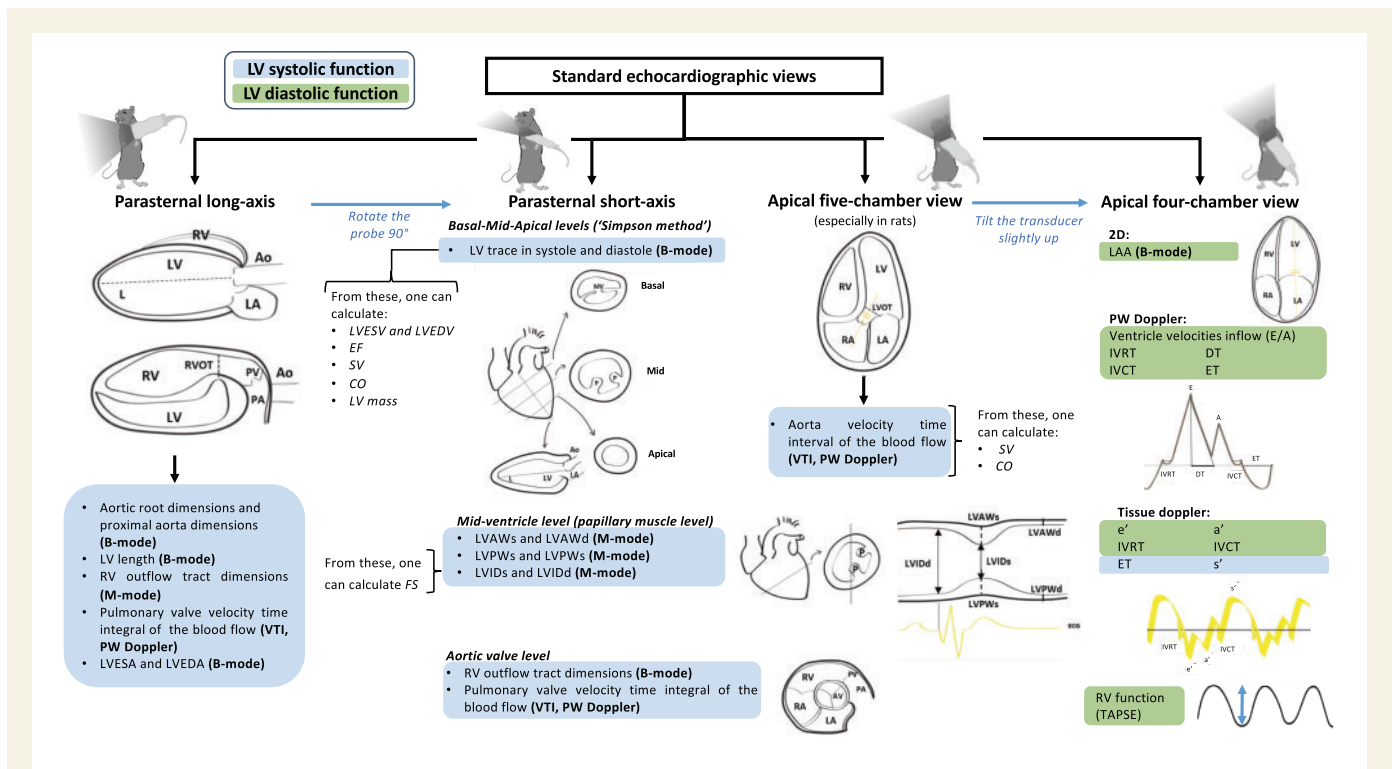 LV systolic function
LV diastolic function
Standard echocardiographic views
Parasternal long-axis
Rotate the
probe 90°
RV
LV
Ao
L
LA
RVOT
RV
PV
Ao
PA
LV
• Aortic root dimensions and
proximal aorta dimensions
(B-mode)
• LV length (B-mode)
• RV outflow tract dimensions
(M-mode)
• Pulmonary valve velocity time
integral of the blood flow (VTI,
PW Doppler)
• LVESA and LVEDA (B-mode)
Parasternal short-axis
Basal-Mid-Apical levels (‘Simpson method’)
• LV trace in systole and diastole (B-mode)
From these, one can
calculate:
• LVESV and LVEDV
• EF
• SV
• CO
• LV mass
MV
Basal
P
P
Mid
Apical
Ao
LV
LA
Mid-ventricle level (papillary muscle level)
• LVAWs and LVAWd (M-mode)
• LVPWs and LVPWs (M-mode)
• LVIDs and LVIDd (M-mode)
From these, one
can calculate FS
P
P
LVAWs
LVAWd
LVIDd
LVIDs
LVPWd
LVPWs
ECG
Aortic valve level
• RV outflow tract dimensions (B-mode)
• Pulmonary valve velocity time integral of the
blood flow (VTI, PW Doppler)
RV
PV
PA
AV
RA
LA
Apical five-chamber view
(especially in rats)
LV
RV
LVOT
RA
LA
• Aorta velocity time
interval of the blood flow
(VTI, PW Doppler)
From these, one
can calculate:
• SV
• CO
Tilt the transducer
slightly up
Apical four-chamber view
2D:
LAA (B-mode)
LV
RV
RA
LA
PW Doppler:
Ventricle velocities inflow (E/A)
IVRT DT
IVCT ET
E
A
ET
IVRT
DT
IVCT
Tissue doppler:
e’ a’
IVRT IVCT
ET s’
s’
IVRT
IVCT
a’
e’
RV function
(TAPSE)